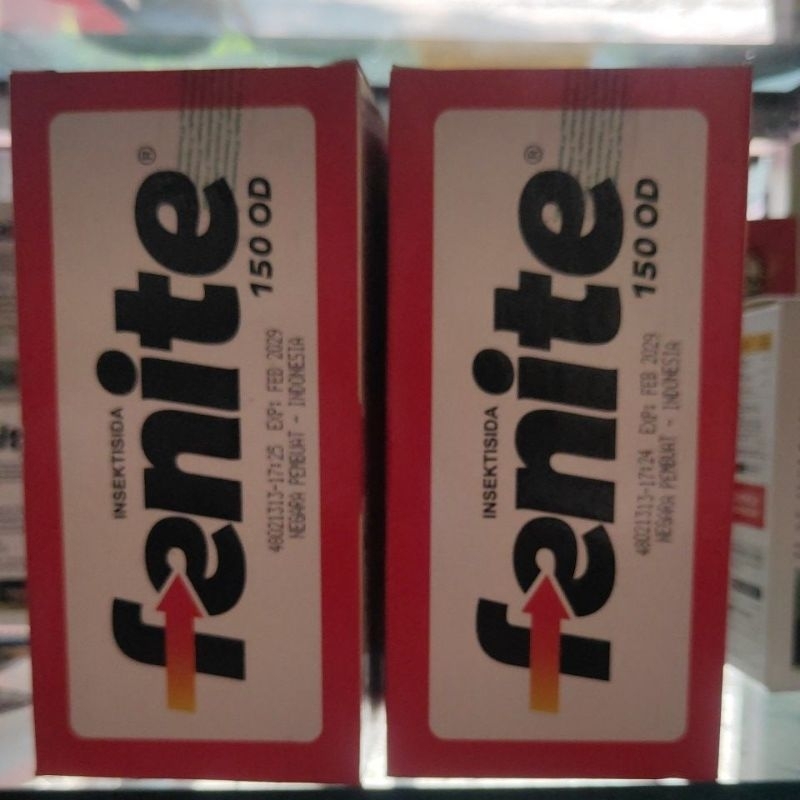 INSEKTISIDA
fenite®
150 OD
48021313-17:25 EXP: FEB 2029
NEGARA PEMBUAT - INDONESIA
INSEKTISIDA
fenite®
150 OD
48021313-17:24 EXP: FEB 2029
NEGARA PEMBUAT - INDONESIA